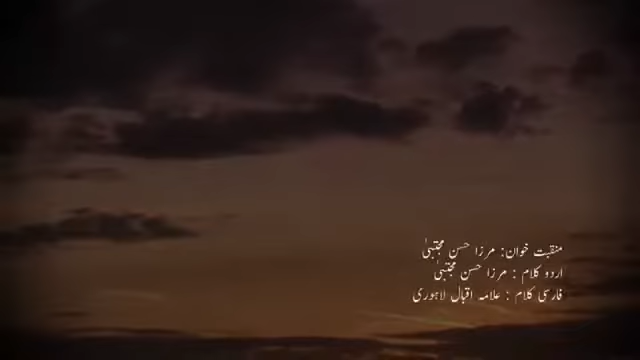 منقبت خوان: مرزا حسن مجتبیٰ
اردو کلام : مرزا حسن مجتبیٰ
فارسی کلام : علامہ اقبال لاہوری